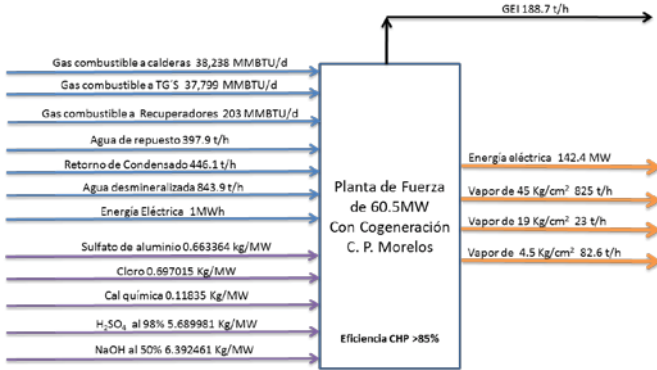 GEI 188.7 t/h
Gas combustible a calderas 38,238 MMBTU/d
Gas combustible a TG´S 37,799 MMBTU/d
Gas combustible a Recuperadores 203 MMBTU/d
Agua de repuesto 397.9 t/h
Retorno de Condensado 446.1 t/h
Agua desmineralizada 843.9 t/h
Energía Eléctrica 1MWh
Sulfato de aluminio 0.663364 kg/MW
Cloro 0.697015 Kg/MW
Cal química 0.11835 Kg/MW
H₂SO₄ al 98% 5.689981 Kg/MW
NaOH al 50% 6.392461 Kg/MW
Planta de Fuerza
de 60.5MW
Con Cogeneración
C. P. Morelos
Eficiencia CHP >85%
Energía eléctrica 142.4 MW
Vapor de 45 Kg/cm² 825 t/h
Vapor de 19 Kg/cm² 23 t/h
Vapor de 4.5 Kg/cm² 82.6 t/h